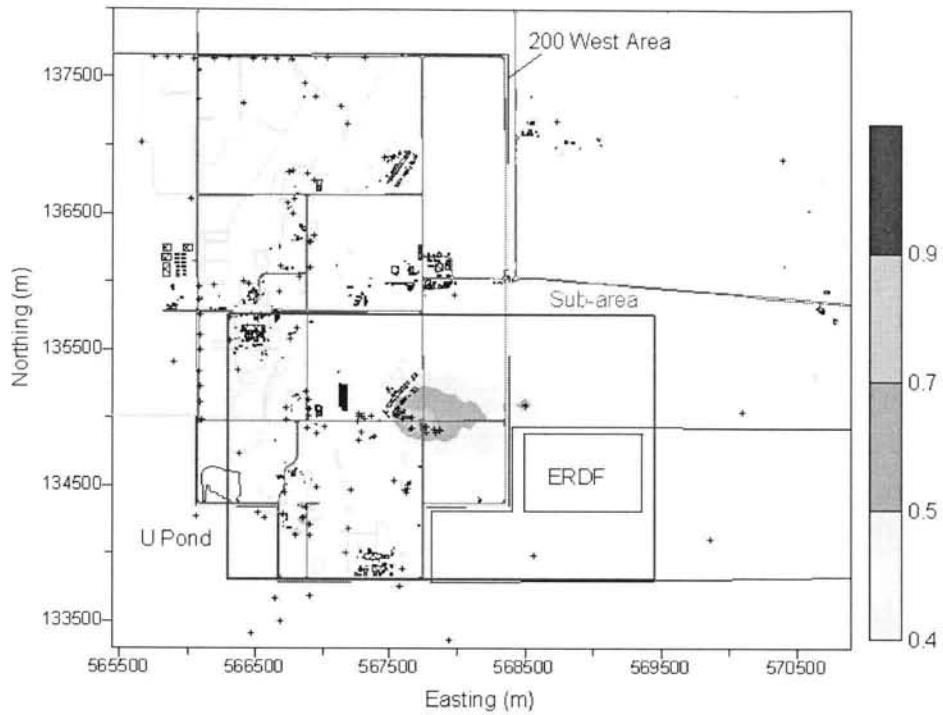 200 West Area
137500
136500
135500
134500
133500
Northing (m)
Sub-area
ERDF
U Pond
0.9
0.7
0.5
0.4
565500
566500
567500
568500
569500
570500
Easting (m)